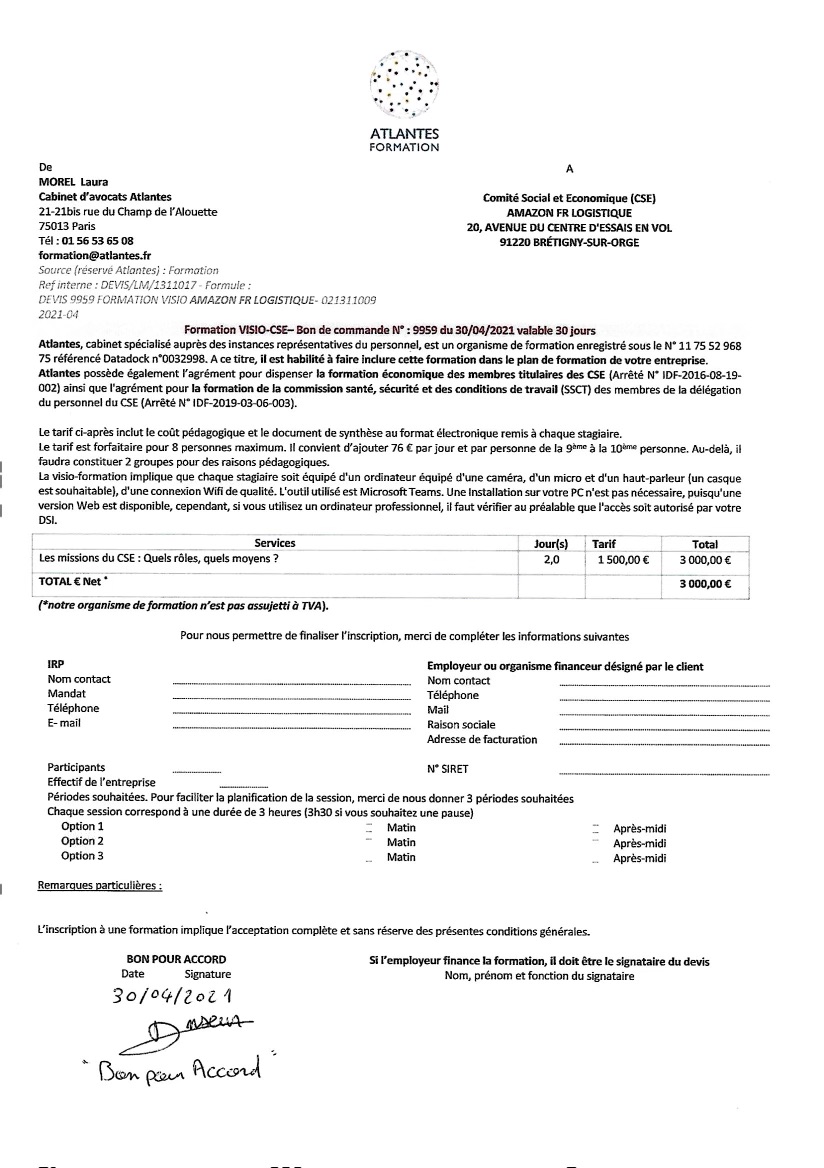 ATLANTES
FORMATION
De
MOREL Laura
Cabinet d'avocats Atlantes
21-21bis rue du Champ de l'Alouette
75013 Paris
Tél : 01 56 53 65 08
formation@atlantes.fr
Source (réservé Atlantes) : Formation
Ref interne : DEVIS/LM/1311017 - Formule :
DEVIS 9959 FORMATION VISIO AMAZON FR LOGISTIQUE- 021311009
2021-04
A
Comité Social et Economique (CSE)
AMAZON FR LOGISTIQUE
20, AVENUE DU CENTRE D'ESSAIS EN VOL
91220 BRÉTIGNY-SUR-ORGE
Formation VISIO-CSE– Bon de commande N° : 9959 du 30/04/2021 valable 30 jours
Atlantes, cabinet spécialisé auprès des instances représentatives du personnel, est un organisme de formation enregistré sous le N° 11 75 52 968
75 référencé Datadock n°0032998. A ce titre, il est habilité à faire inclure cette formation dans le plan de formation de votre entreprise.
Atlantes possède également l'agrément pour dispenser la formation économique des membres titulaires des CSE (Arrêté N° IDF-2016-08-19-
002) ainsi que l'agrément pour la formation de la commission santé, sécurité et des conditions de travail (SSCT) des membres de la délégation
du personnel du CSE (Arrêté N° IDF-2019-03-06-003).
Le tarif ci-après inclut le coût pédagogique et le document de synthèse au format électronique remis à chaque stagiaire.
Le tarif est forfaitaire pour 8 personnes maximum. Il convient d'ajouter 76 € par jour et par personne de la 9ème à la 10ème personne. Au-delà, il
faudra constituer 2 groupes pour des raisons pédagogiques.
La visio-formation implique que chaque stagiaire soit équipé d'un ordinateur équipé d'une caméra, d'un micro et d'un haut-parleur (un casque
est souhaitable), d'une connexion Wifi de qualité. L'outil utilisé est Microsoft Teams. Une Installation sur votre PC n'est pas nécessaire, puisqu'une
version Web est disponible, cependant, si vous utilisez un ordinateur professionnel, il faut vérifier au préalable que l'accès soit autorisé par votre
DSI.
Services Jour(s) Tarif Total
Les missions du CSE : Quels rôles, quels moyens ? 2,0 1 500,00 € 3 000,00 €
TOTAL € Net * 3 000,00 €
(*notre organisme de formation n'est pas assujetti à TVA).
Pour nous permettre de finaliser l'inscription, merci de compléter les informations suivantes
IRP
Nom contact
Mandat
Téléphone
E- mail
Employeur ou organisme financeur désigné par le client
Nom contact
Téléphone
Mail
Raison sociale
Adresse de facturation
Participants
N° SIRET
Effectif de l'entreprise
Périodes souhaitées. Pour faciliter la planification de la session, merci de nous donner 3 périodes souhaitées
Chaque session correspond à une durée de 3 heures (3h30 si vous souhaitez une pause)
Option 1 Matin Après-midi
Option 2 Matin Après-midi
Option 3 Matin Après-midi
Remarques particulières :
L'inscription à une formation implique l'acceptation complète et sans réserve des présentes conditions générales.
BON POUR ACCORD
Date Signature
30/04/2021
"Bon pour Accord"
Si l'employeur finance la formation, il doit être le signataire du devis
Nom, prénom et fonction du signataire